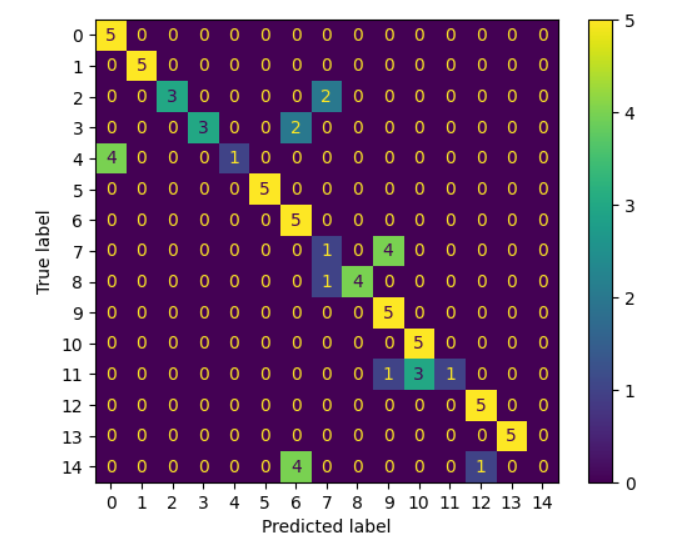 0 5 0 0 0 0 0 0 0 0 0 0 0 0 0 0
1 0 5 0 0 0 0 0 0 0 0 0 0 0 0 0
2 0 0 3 0 0 0 0 2 0 0 0 0 0 0 0
3 0 0 0 3 0 0 2 0 0 0 0 0 0 0 0
4 4 0 0 0 1 0 0 0 0 0 0 0 0 0 0
5 0 0 0 0 0 5 0 0 0 0 0 0 0 0 0
6 0 0 0 0 0 0 5 0 0 0 0 0 0 0 0
7 0 0 0 0 0 0 0 1 0 4 0 0 0 0 0
8 0 0 0 0 0 0 0 1 4 0 0 0 0 0 0
9 0 0 0 0 0 0 0 0 0 5 0 0 0 0 0
10 0 0 0 0 0 0 0 0 0 0 5 0 0 0 0
11 0 0 0 0 0 0 0 0 0 1 3 1 0 0 0
12 0 0 0 0 0 0 0 0 0 0 0 0 5 0 0
13 0 0 0 0 0 0 0 0 0 0 0 0 0 5 0
14 0 0 0 0 0 0 4 0 0 0 0 0 1 0 0
0 1 2 3 4 5 6 7 8 9 10 11 12 13 14
Predicted label
True label
5
4
3
2
1
0